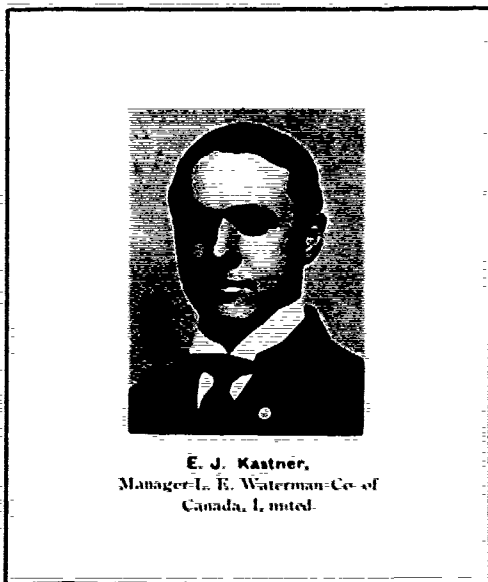 E. J. Kastner,
Manager L. E. Waterman Co of
Canada, Limited